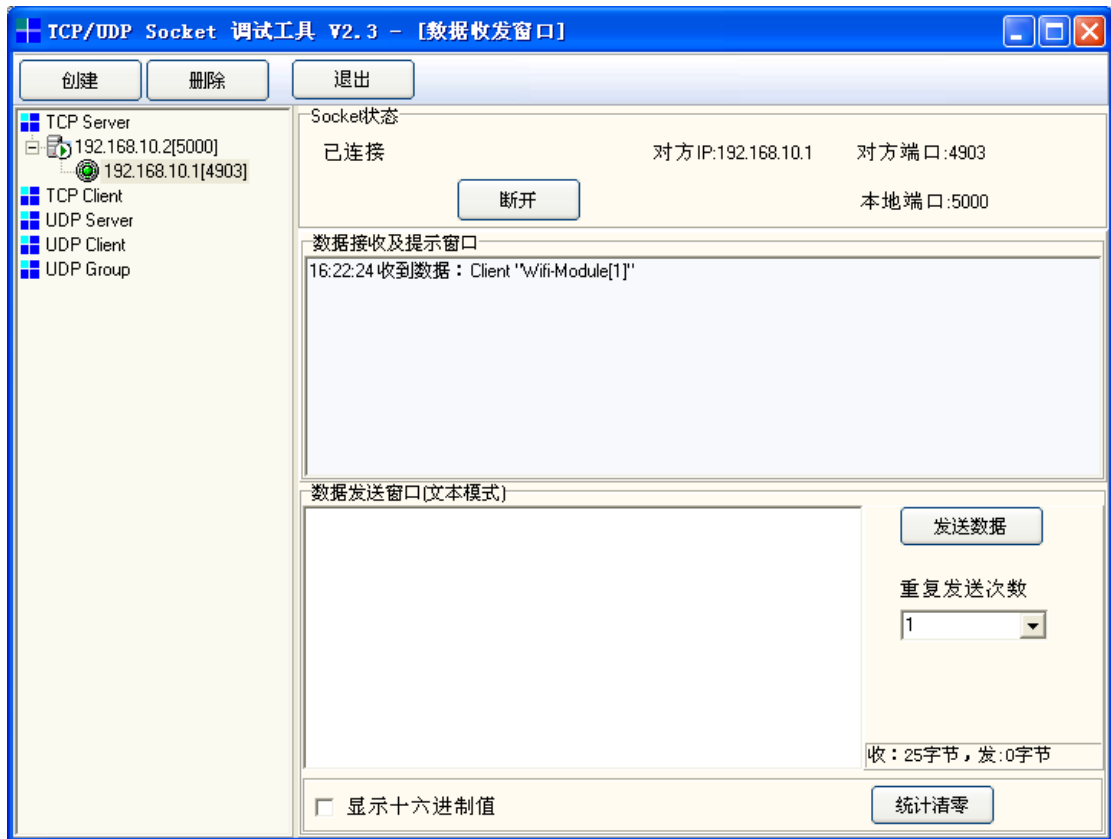 TCP/UDP Socket 调试工具 V2.3 - [数据收发窗口]
创建 删除 退出
TCP Server
192.168.10.2[5000]
192.168.10.1[4903]
TCP Client
UDP Server
UDP Client
UDP Group
Socket状态
已连接 对方IP:192.168.10.1 对方端口:4903
断开 本地端口:5000
数据接收及提示窗口
16:22:24 收到数据：Client "Wifi-Module[1]"
数据发送窗口(文本模式)
发送数据
重复发送次数
1
收：25字节，发:0字节
显示十六进制值 统计清零